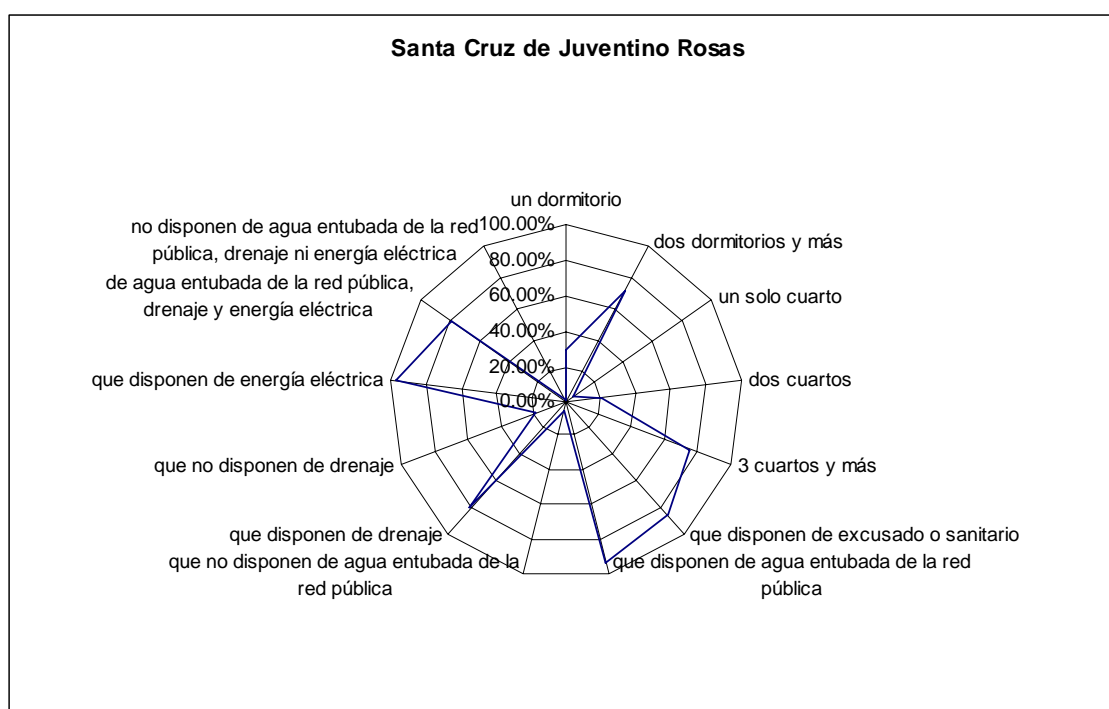 Santa Cruz de Juventino Rosas
un dormitorio
dos dormitorios y más
un solo cuarto
dos cuartos
3 cuartos y más
que disponen de excusado o sanitario
que disponen de agua entubada de la red
pública
que no disponen de agua entubada de la
red pública
que disponen de drenaje
que no disponen de drenaje
que disponen de energía eléctrica
de agua entubada de la red pública,
drenaje y energía eléctrica
no disponen de agua entubada de la red
pública, drenaje ni energía eléctrica
100.00%
80.00%
60.00%
40.00%
20.00%
0.00%